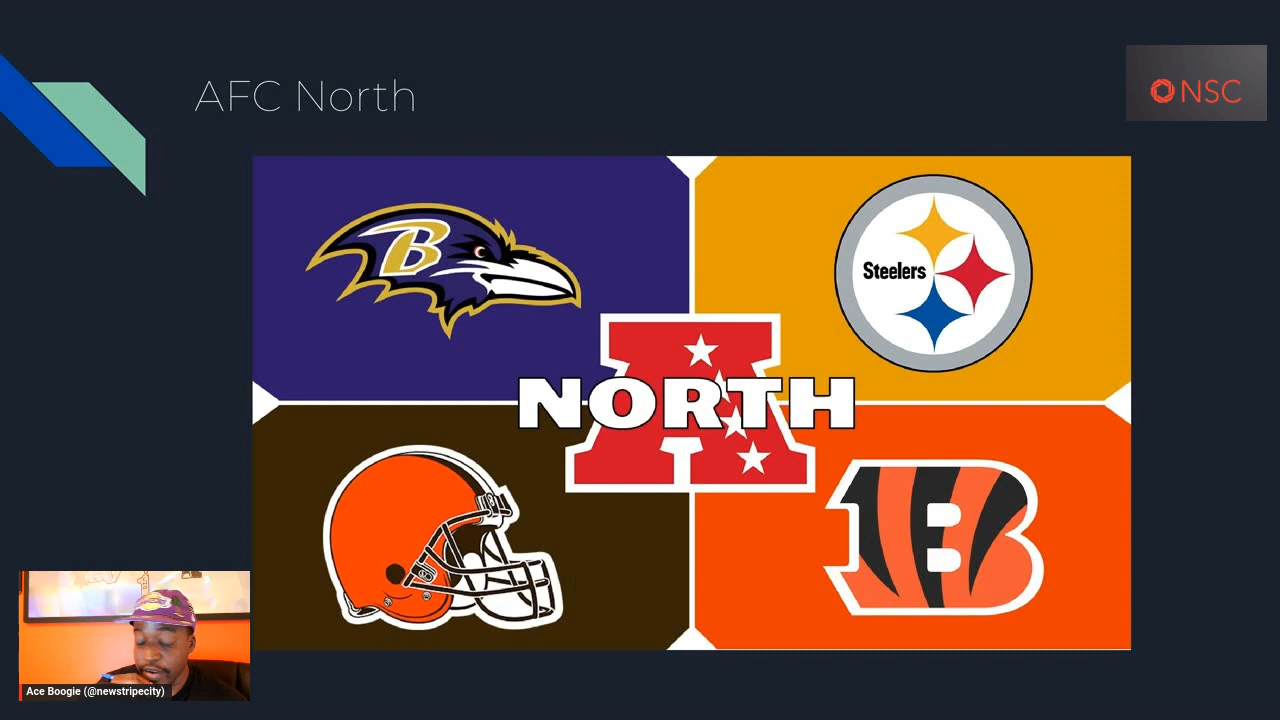 AFC North
NSC
B
Steelers
NORTH
Ace Boogie (@newstripecity)